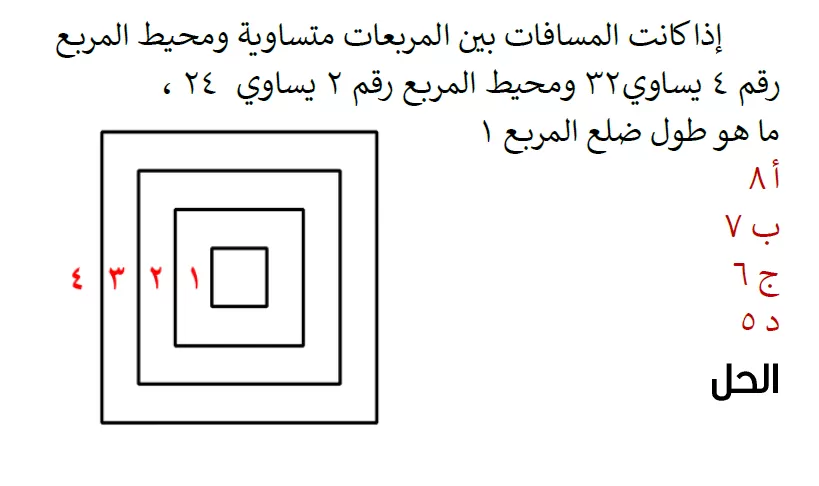 إذا كانت المسافات بين المربعات متساوية ومحيط المربع
رقم ٤ يساوي٣٢ ومحيط المربع رقم ٢ يساوي ٢٤ ،
ما هو طول ضلع المربع ١
أ ٨
ب ٧
ج ٦
د ٥
الحل
٤ ٣ ٢ ١